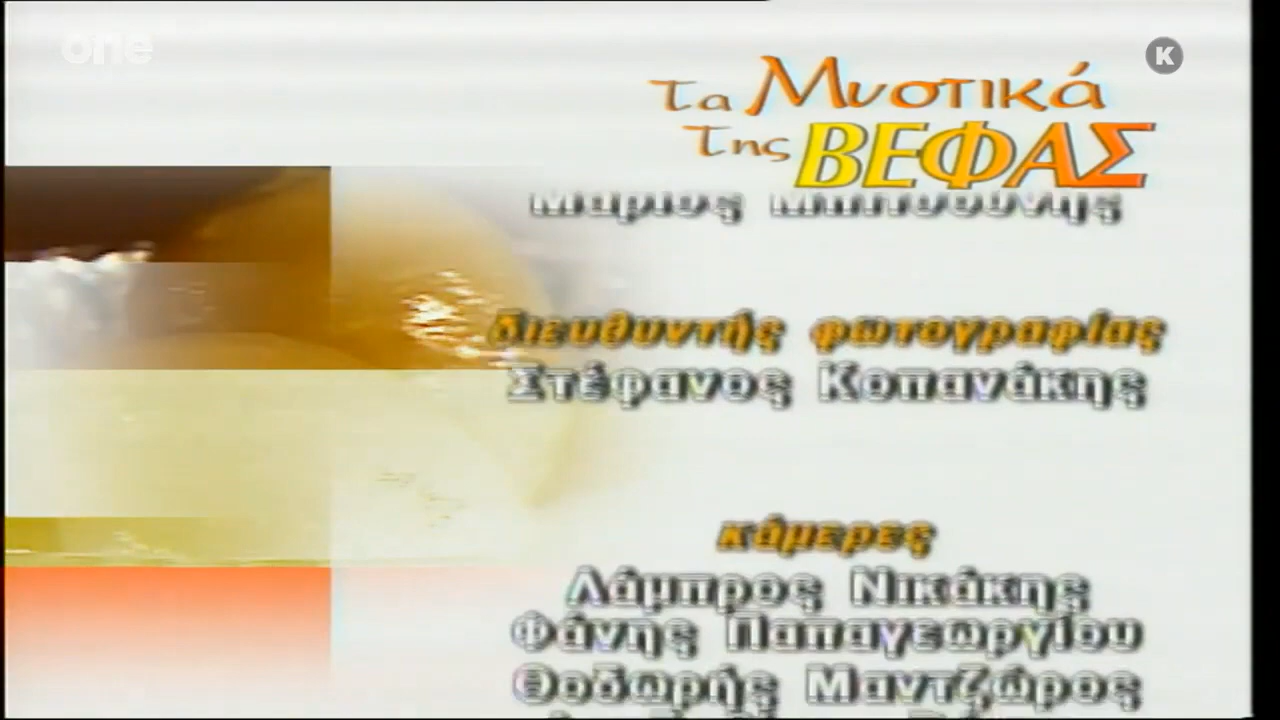 one
K
Τα Μυστικά
Της ΒΕΦΑΣ
διευθυντής φωτογραφίας
Στέφανος Κοπανάκης
κάμερες
Λάμπρος Νικάκης
Φάνης Παπαγεωργίου
Θοδωρής Μαντζώρος